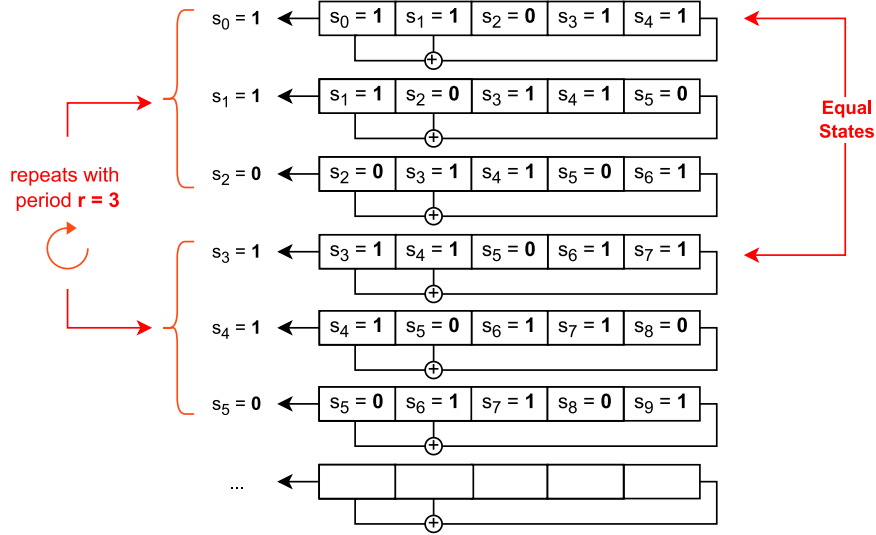 s₀ = 1 s₀ = 1 s₁ = 1 s₂ = 0 s₃ = 1 s₄ = 1
s₁ = 1 s₁ = 1 s₂ = 0 s₃ = 1 s₄ = 1 s₅ = 0
Equal
States
s₂ = 0 s₂ = 0 s₃ = 1 s₄ = 1 s₅ = 0 s₆ = 1
repeats with
period r = 3
s₃ = 1 s₃ = 1 s₄ = 1 s₅ = 0 s₆ = 1 s₇ = 1
s₄ = 1 s₄ = 1 s₅ = 0 s₆ = 1 s₇ = 1 s₈ = 0
s₅ = 0 s₅ = 0 s₆ = 1 s₇ = 1 s₈ = 0 s₉ = 1
...